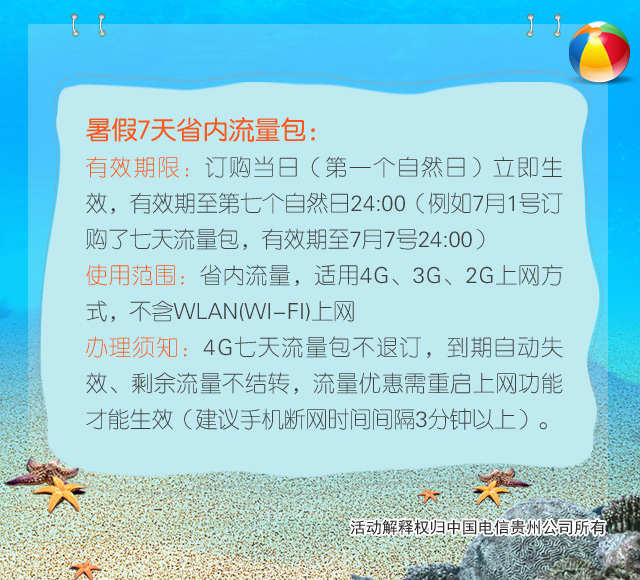 暑假7天省内流量包：
有效期限：订购当日（第一个自然日）立即生
效，有效期至第七个自然日24:00（例如7月1号订
购了七天流量包，有效期至7月7号24:00）
使用范围：省内流量，适用4G、3G、2G上网方
式，不含WLAN(WI-FI)上网
办理须知：4G七天流量包不退订，到期自动失
效、剩余流量不结转，流量优惠需重启上网功能
才能生效（建议手机断网时间间隔3分钟以上）。
活动解释权归中国电信贵州公司所有